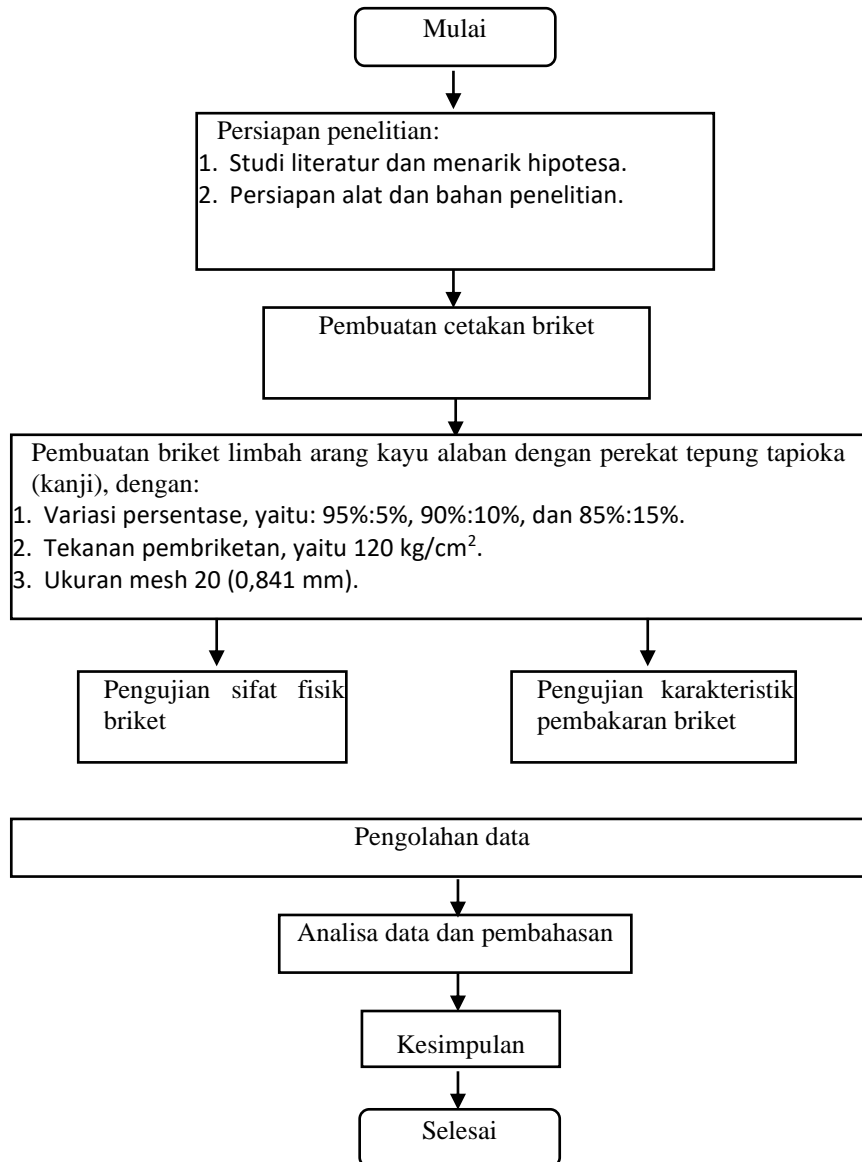 Mulai
Persiapan penelitian:
1. Studi literatur dan menarik hipotesa.
2. Persiapan alat dan bahan penelitian.
Pembuatan cetakan briket
Pembuatan briket limbah arang kayu alaban dengan perekat tepung tapioka
(kanji), dengan:
1. Variasi persentase, yaitu: 95%:5%, 90%:10%, dan 85%:15%.
2. Tekanan pembriketan, yaitu 120 kg/cm².
3. Ukuran mesh 20 (0,841 mm).
Pengujian sifat fisik
briket
Pengujian karakteristik
pembakaran briket
Pengolahan data
Analisa data dan pembahasan
Kesimpulan
Selesai